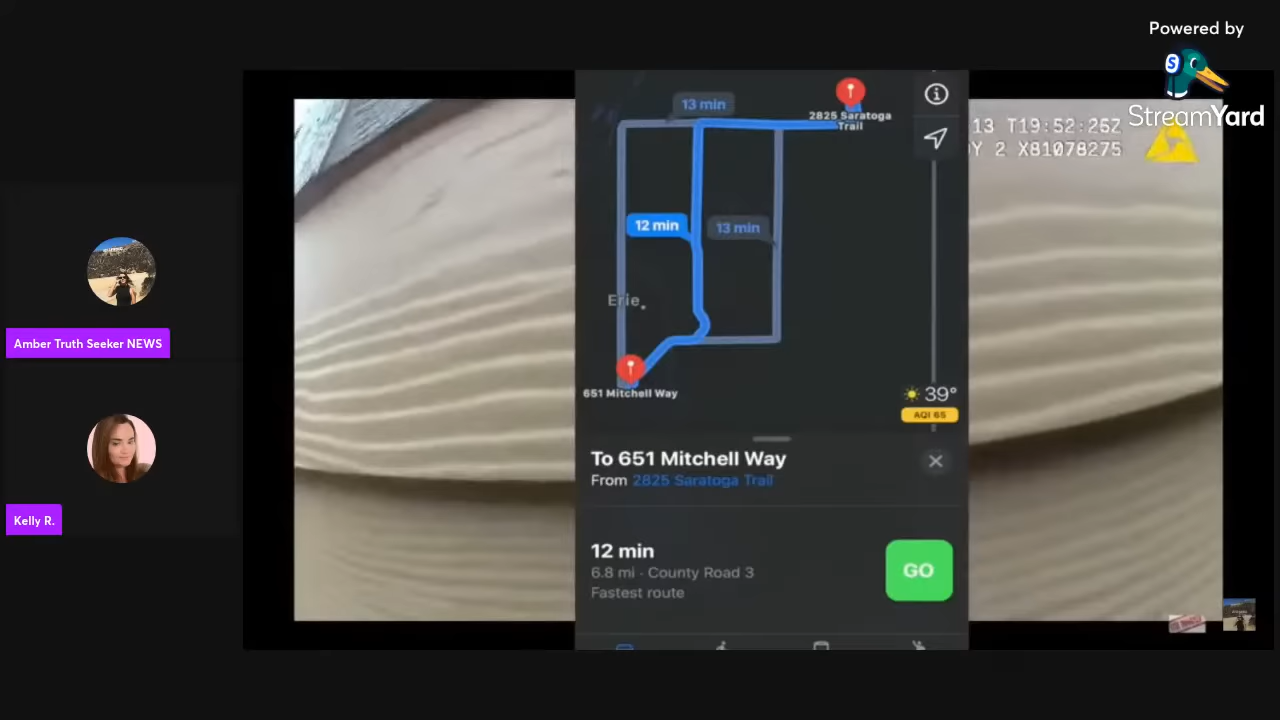 Powered by
StreamYard
13 min
2825 Saratoga
Trail
13 T19:52:26Z
Y 2 X81078275
12 min
13 min
Erie
651 Mitchell Way
39°
AQI 65
Amber Truth Seeker NEWS
Kelly R.
To 651 Mitchell Way
From 2825 Saratoga Trail
12 min
6.8 mi · County Road 3
Fastest route
GO